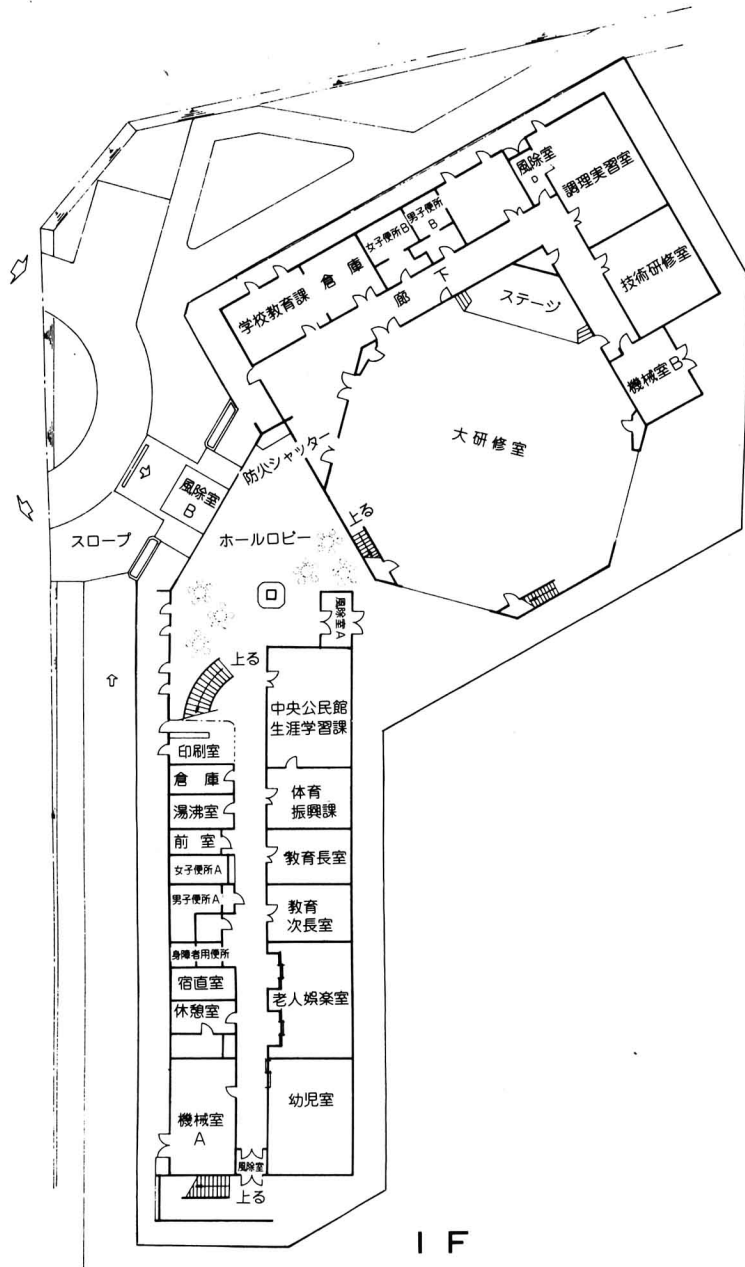 風除室
D
調理実習室
男子便所
B
女子便所B
倉庫
学校教育課
廊下
ステージ
技術研修室
機械室B
大研修室
防火シャッター
風除室
B
スロープ
ホールロビー
上る
風除室A
上る
中央公民館
生涯学習課
印刷室
倉庫
体育
振興課
湯沸室
前室
教育長室
女子便所A
男子便所A
教育
次長室
身障者用便所
宿直室
老人娯楽室
休憩室
幼児室
機械室
A
風除室
上る
1F